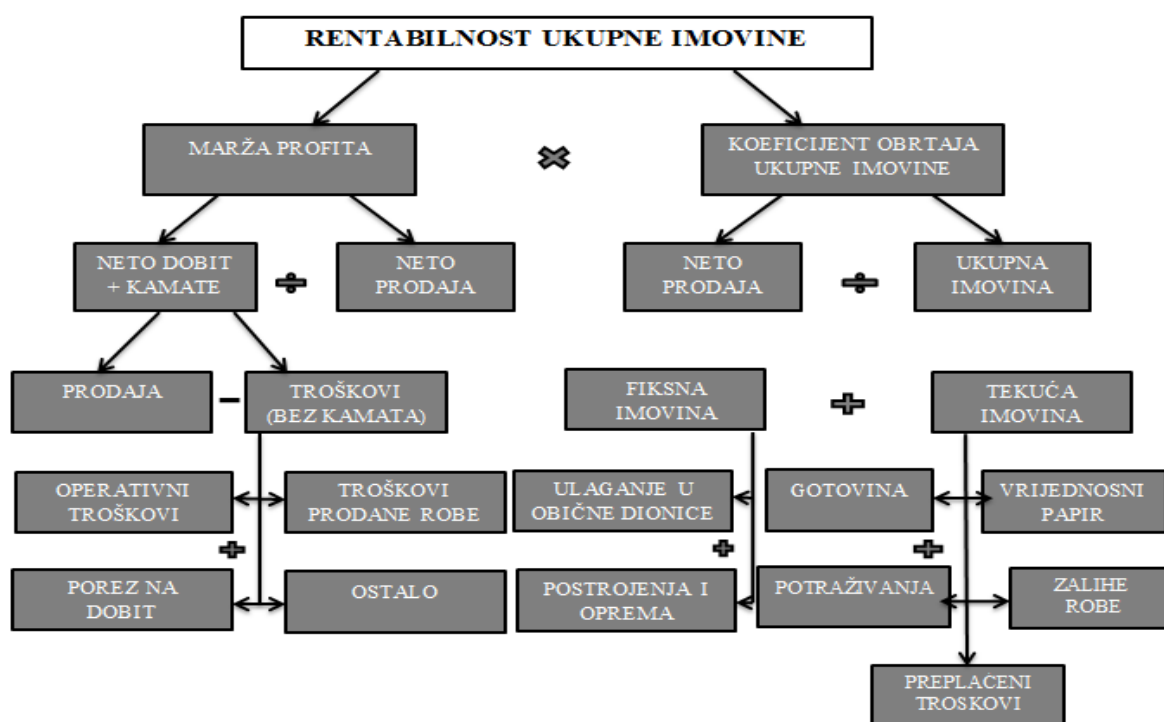 RENTABILNOST UKUPNE IMOVINE
MARŽA PROFITA
KOEFICIJENT OBRTAJA
UKUPNE IMOVINE
NETO DOBIT
+ KAMATE
NETO
PRODAJA
NETO
PRODAJA
UKUPNA
IMOVINA
PRODAJA
TROŠKOVI
(BEZ KAMATA)
FIKSNA
IMOVINA
TEKUĆA
IMOVINA
OPERATIVNI
TROŠKOVI
TROŠKOVI
PRODANE ROBE
ULAGANJE U
OBIČNE DIONICE
GOTOVINA
VRIJEDNOSNI
PAPIR
POREZ NA
DOBIT
OSTALO
POSTROJENJA I
OPREMA
POTRAŽIVANJA
ZALIHE
ROBE
PREPLAĆENI
TROSKOVI